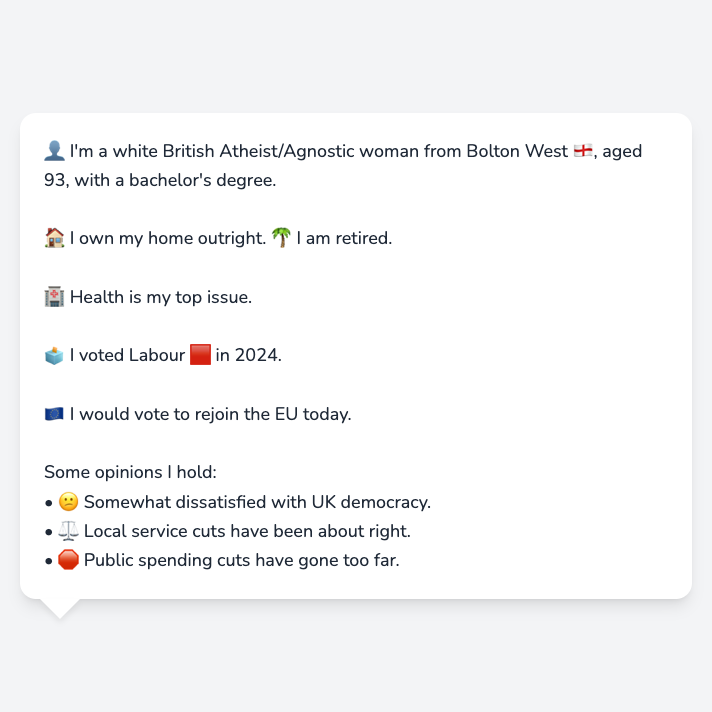 👤 I'm a white British Atheist/Agnostic woman from Bolton West 🏴󠁧󠁢󠁥󠁮󠁧󠁿, aged
93, with a bachelor's degree.
🏠 I own my home outright. 🌴 I am retired.
🏥 Health is my top issue.
🗳️ I voted Labour 🟥 in 2024.
🇪🇺 I would vote to rejoin the EU today.
Some opinions I hold:
• 😕 Somewhat dissatisfied with UK democracy.
• ⚖️ Local service cuts have been about right.
• 🛑 Public spending cuts have gone too far.